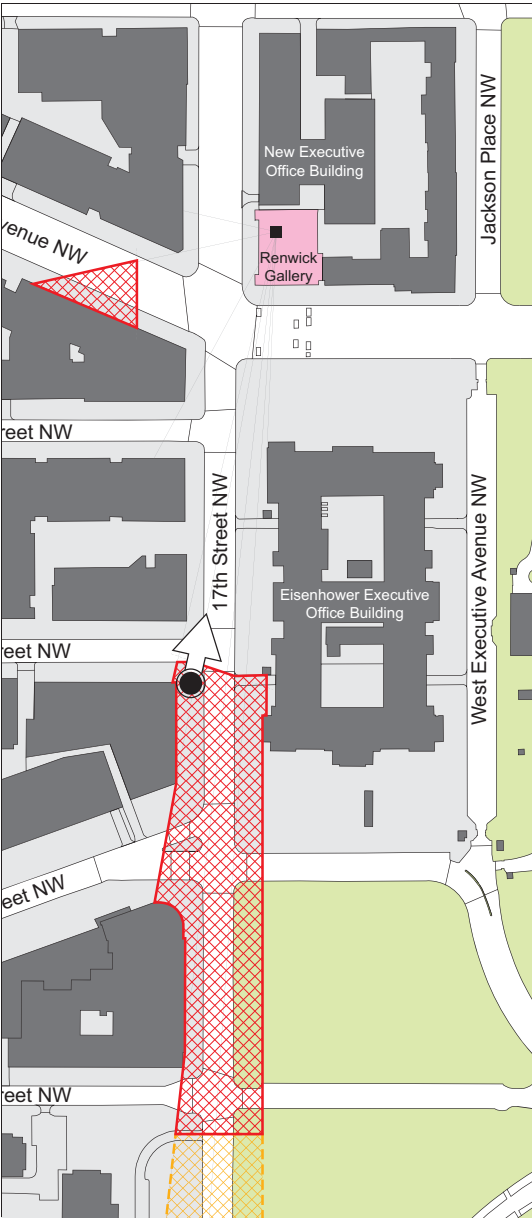 Jackson Place NW
New Executive
Office Building
venue NW
Renwick
Gallery
reet NW
17th Street NW
West Executive Avenue NW
Eisenhower Executive
Office Building
reet NW
eet NW
reet NW